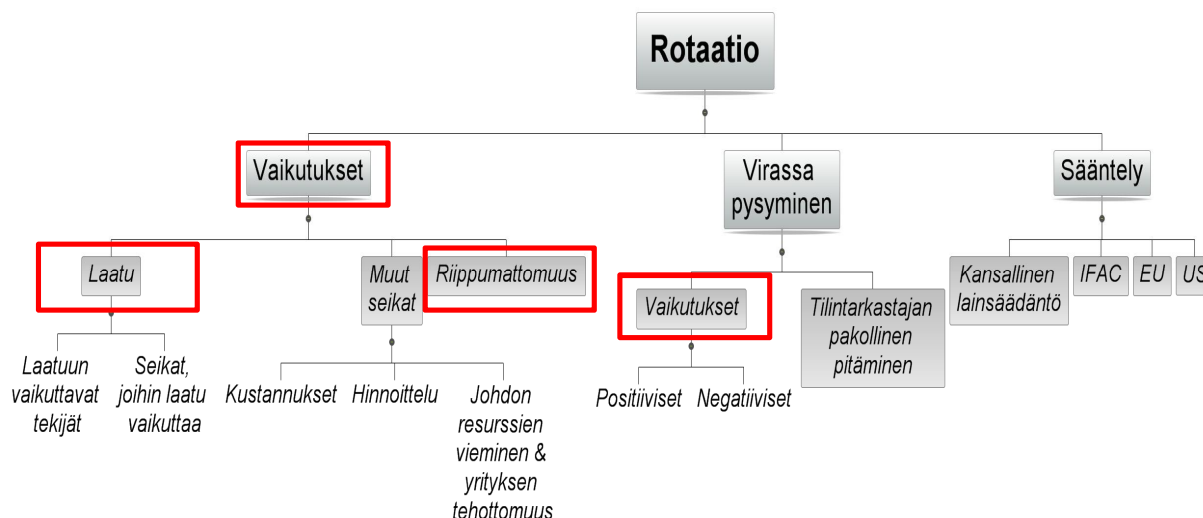 Rotaatio
Vaikutukset
Virassa
pysyminen
Sääntely
Laatu
Muut
seikat
Riippumattomuus
Vaikutukset
Tilintarkastajan
pakollinen
pitäminen
Kansallinen
lainsäädäntö
IFAC
EU
US
Laatuun
vaikuttavat
tekijät
Seikat,
joihin laatu
vaikuttaa
Kustannukset
Hinnoittelu
Johdon
resurssien
vieminen &
yrityksen
tehottomuus
Positiiviset
Negatiiviset